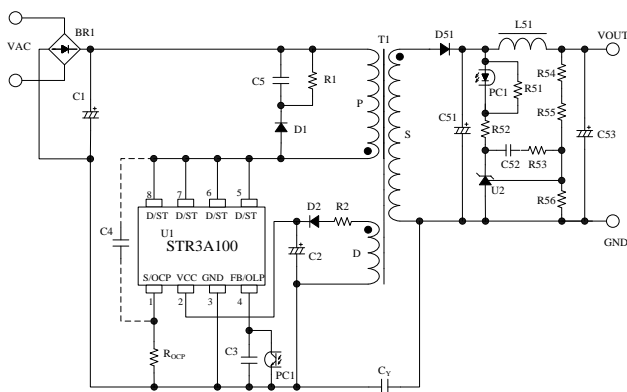 VAC
BR1
C1
C5
R1
D1
P
T1
S
D51
L51
VOUT
PC1
R51
R54
C51
R52
R55
C53
C52
R53
U2
R56
GND
C4
8
7
6
5
D/ST
D/ST
D/ST
D/ST
U1
STR3A100
S/OCP
VCC
GND
FB/OLP
1
2
3
4
D2
R2
C2
D
ROCP
C3
PC1
CY